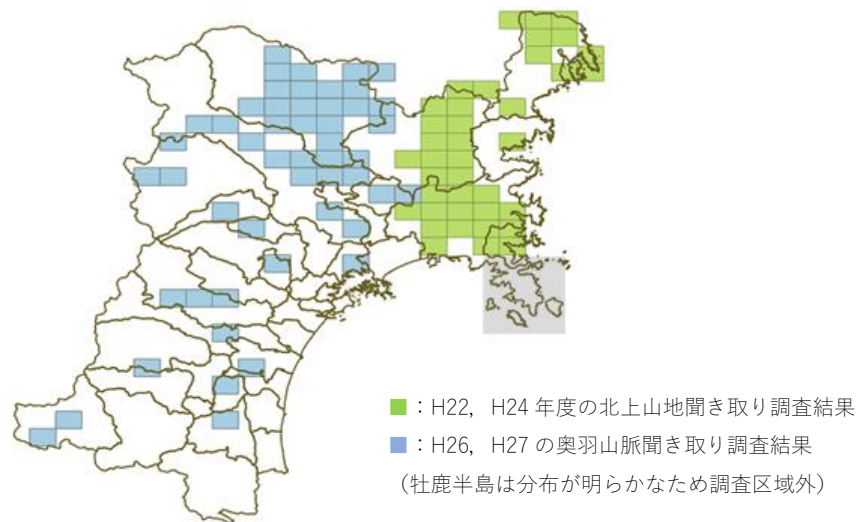 ■：H22，H24 年度の北上山地聞き取り調査結果
■：H26，H27 の奥羽山脈聞き取り調査結果
（牡鹿半島は分布が明らかなため調査区域外）